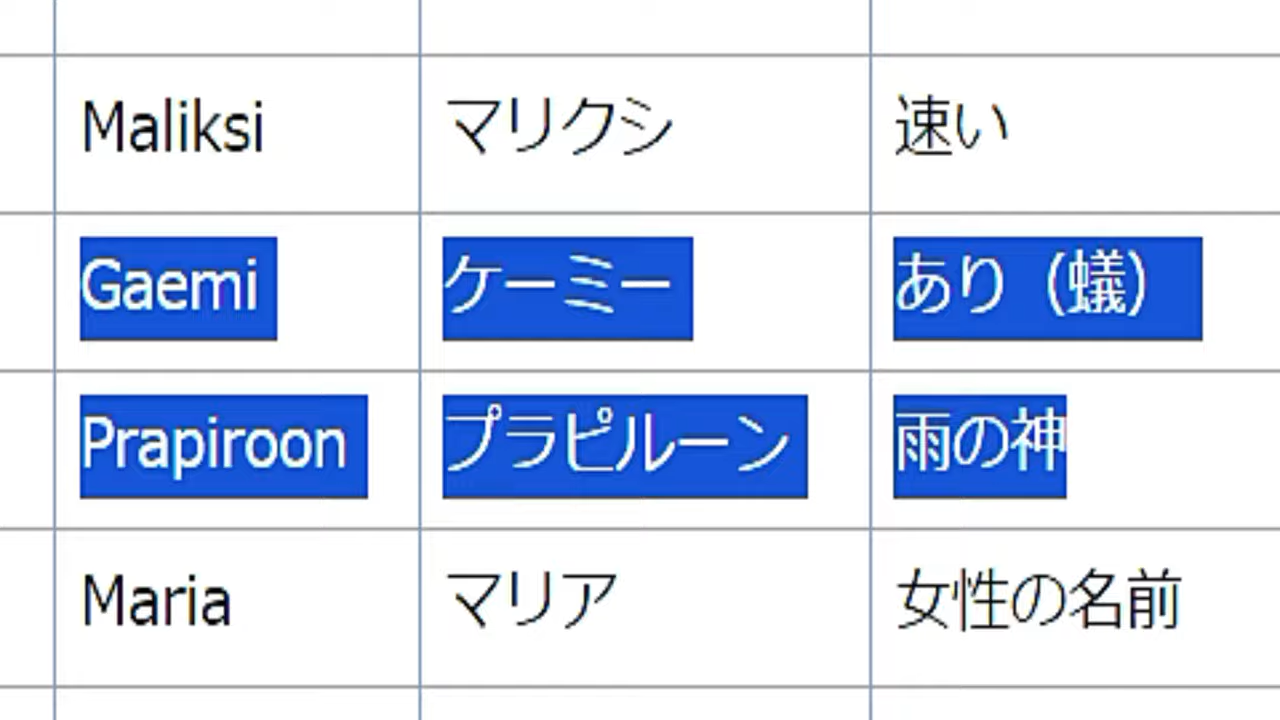 Maliksi マリクシ 速い
Gaemi ケーミー あり（蟻）
Prapiroon プラピルーン 雨の神
Maria マリア 女性の名前